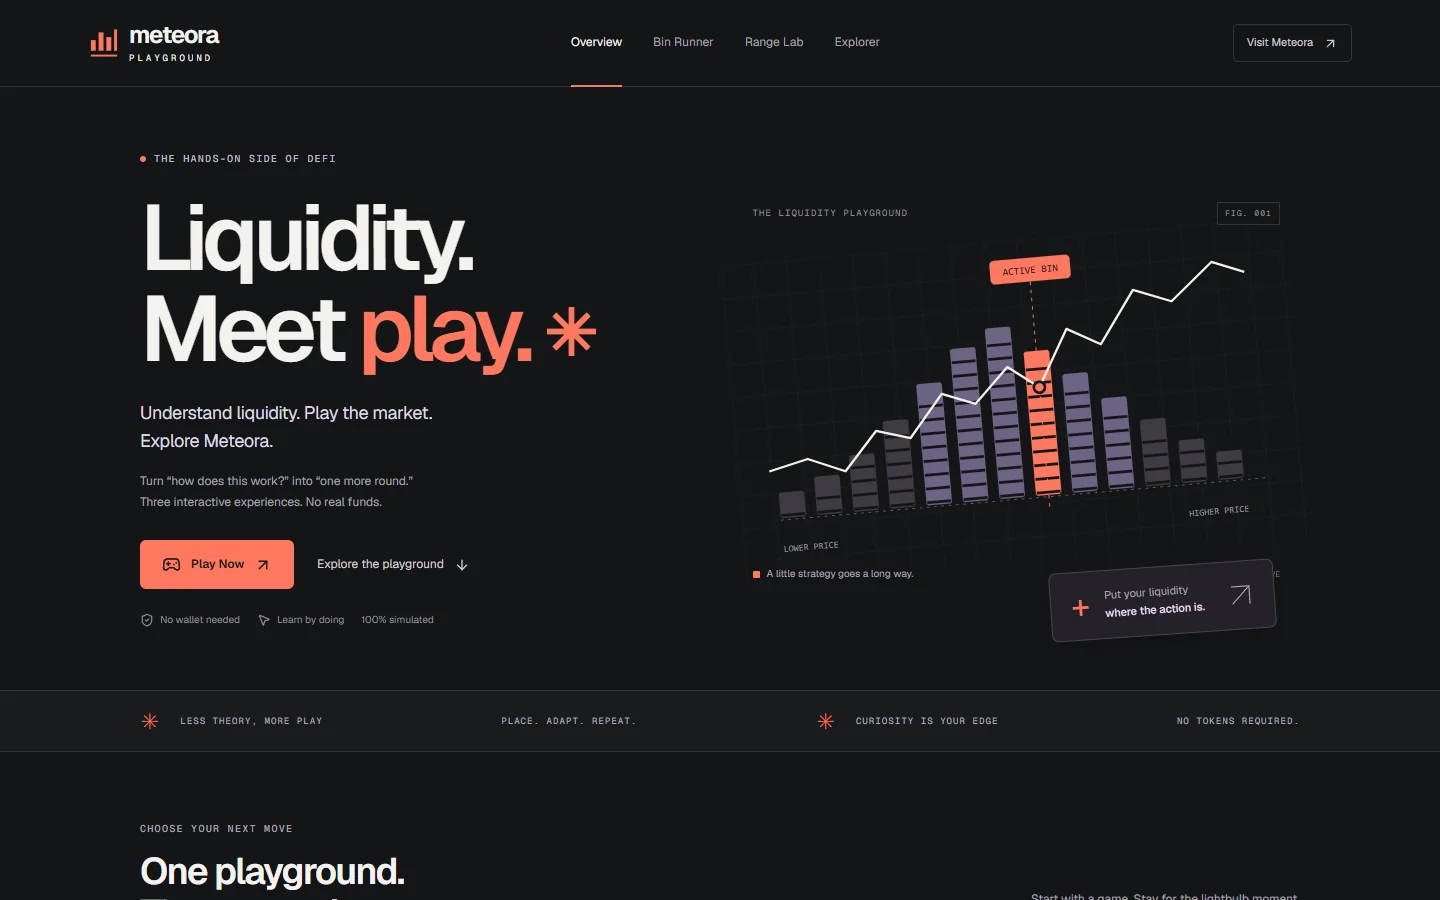 meteora
PLAYGROUND
Overview
Bin Runner
Range Lab
Explorer
Visit Meteora
THE HANDS-ON SIDE OF DEFI
Liquidity.
Meet play.
Understand liquidity. Play the market.
Explore Meteora.
Turn “how does this work?” into “one more round.”
Three interactive experiences. No real funds.
Play Now
Explore the playground
No wallet needed
Learn by doing
100% simulated
THE LIQUIDITY PLAYGROUND
FIG. 001
ACTIVE BIN
HIGHER PRICE
LOWER PRICE
A little strategy goes a long way.
Put your liquidity
where the action is.
LESS THEORY, MORE PLAY
PLACE. ADAPT. REPEAT.
CURIOSITY IS YOUR EDGE
NO TOKENS REQUIRED.
CHOOSE YOUR NEXT MOVE
One playground.
Start with a game. Stay for the lightbulb moment.